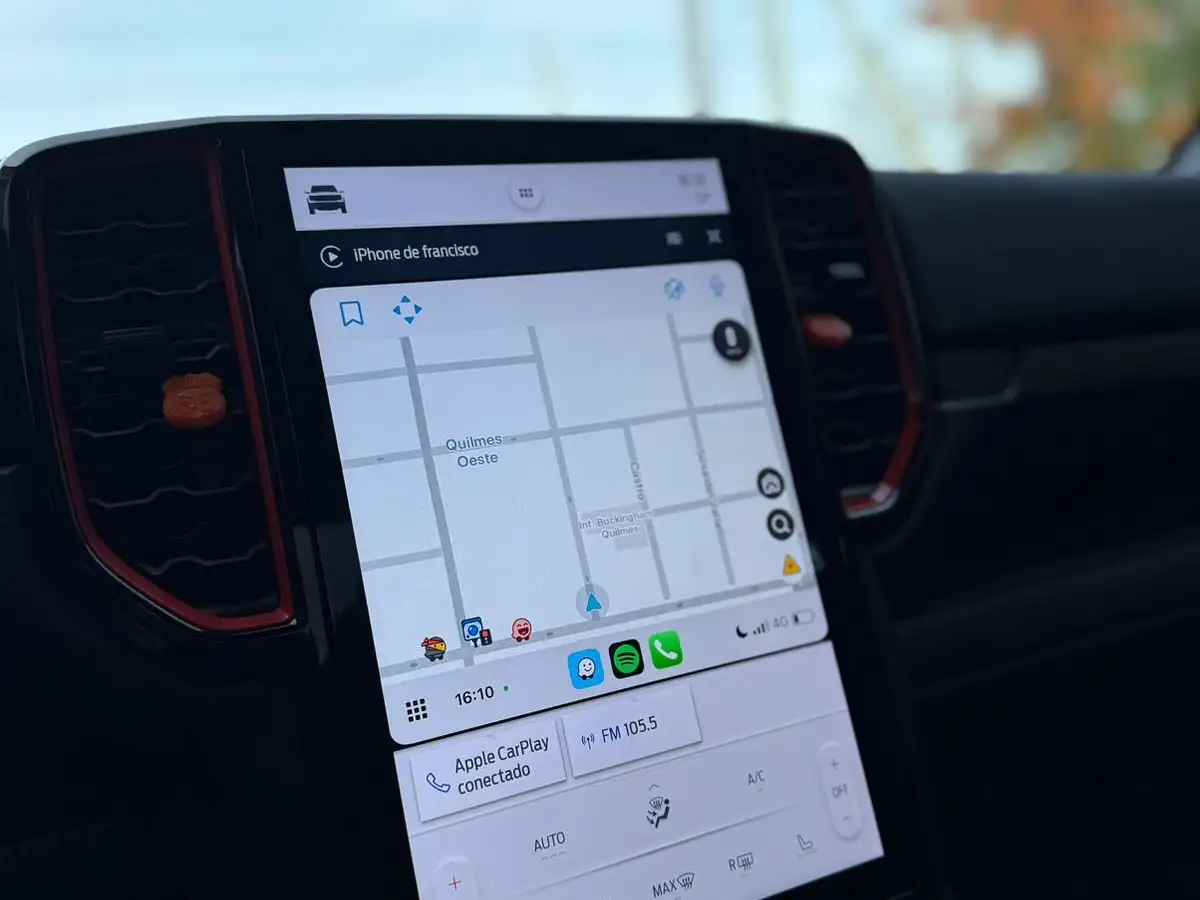 iPhone de francisco
Quilmes
Oeste
Castro
Int. Buckingham
Quilmes
4G
16:10
Apple CarPlay
conectado
FM 105.5
A/C
OFF
AUTO
R
MAX